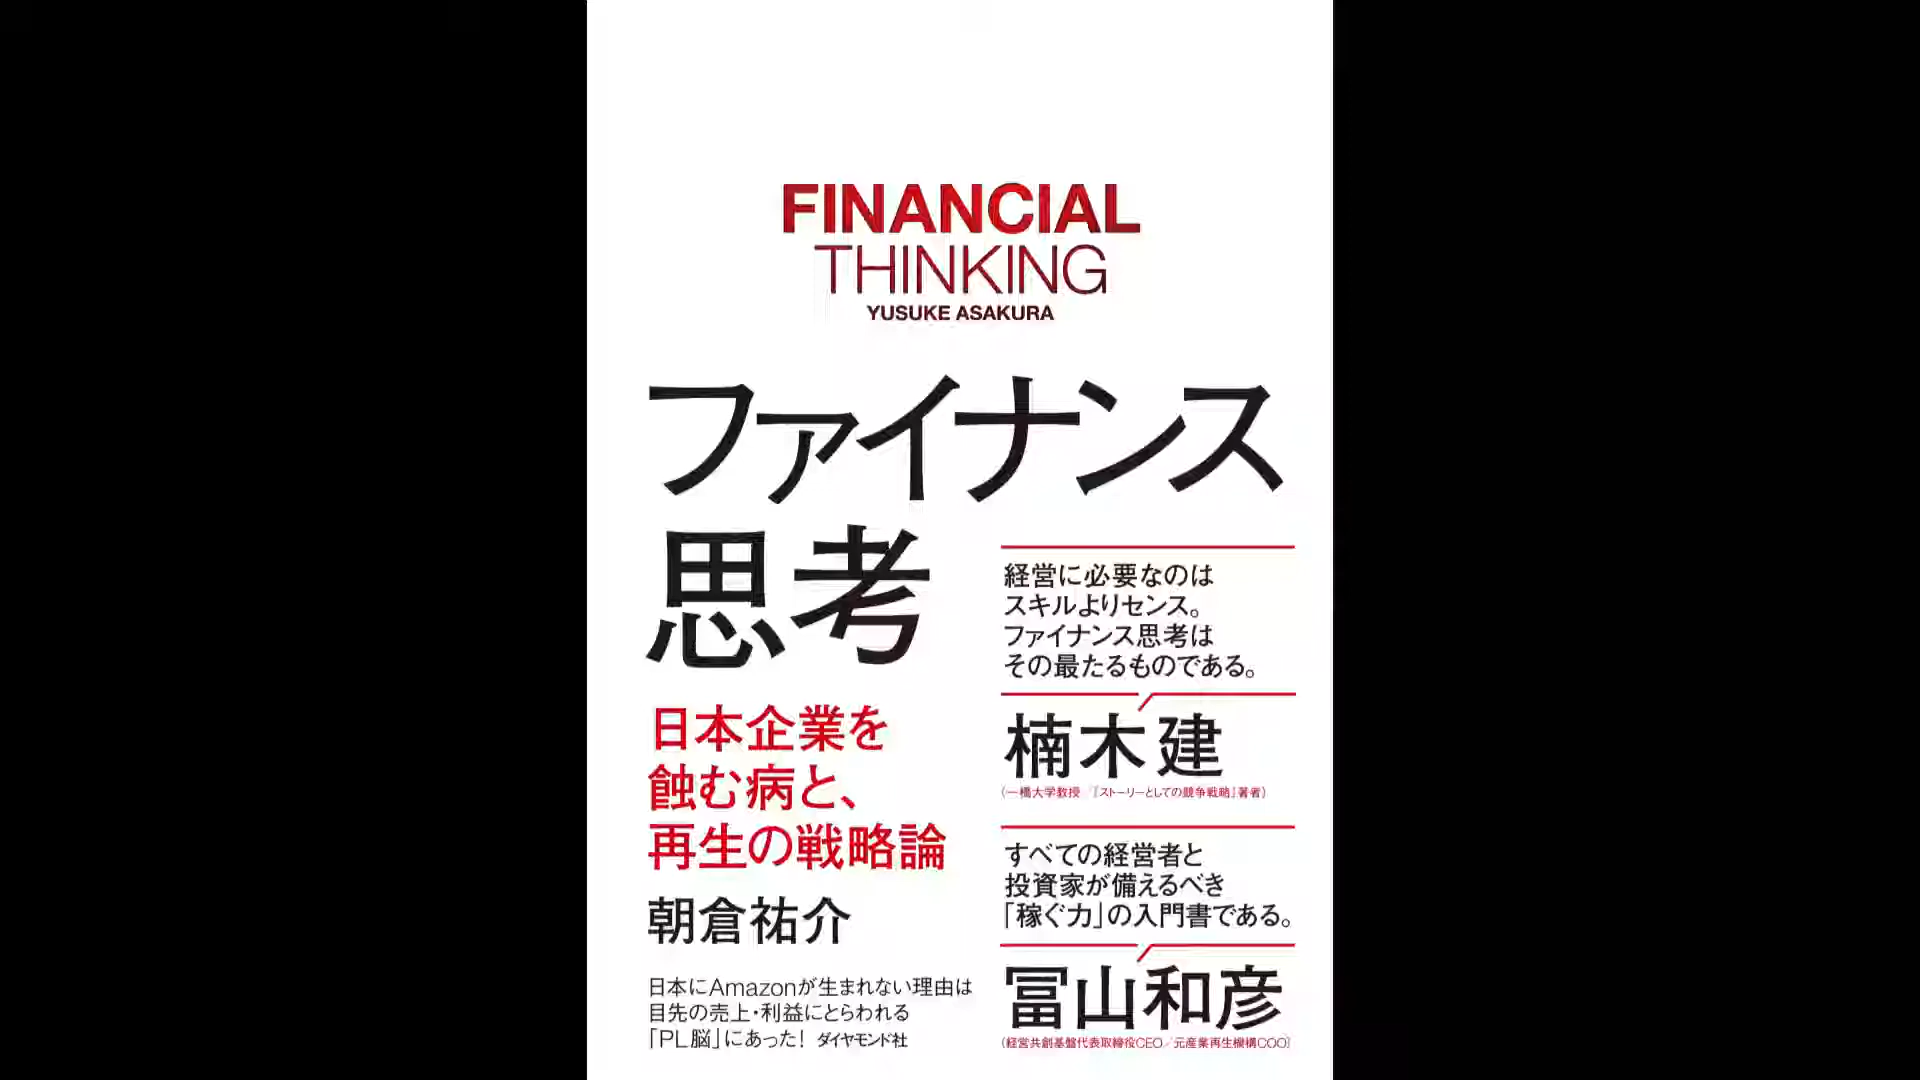 FINANCIAL
THINKING
YUSUKE ASAKURA
ファイナンス
思考
日本企業を
蝕む病と、
再生の戦略論
朝倉祐介
日本にAmazonが生まれない理由は
目先の売上・利益にとらわれる
「PL脳」にあった! ダイヤモンド社
経営に必要なのは
スキルよりセンス。
ファイナンス思考は
その最たるものである。
楠木建
(一橋大学教授／『ストーリーとしての競争戦略』著者)
すべての経営者と
投資家が備えるべき
「稼ぐ力」の入門書である。
冨山和彦
(経営共創基盤代表取締役CEO／元産業再生機構COO)